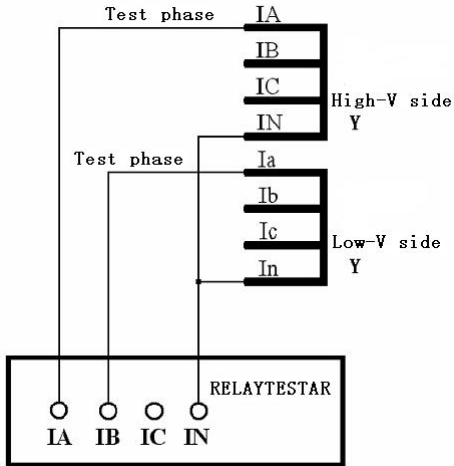 Test phase IA
IB
IC
High-V side
IN
Y
Test phase Ia
Ib
Ic
Low-V side
In
Y
RELAYTESTAR
IA IB IC IN